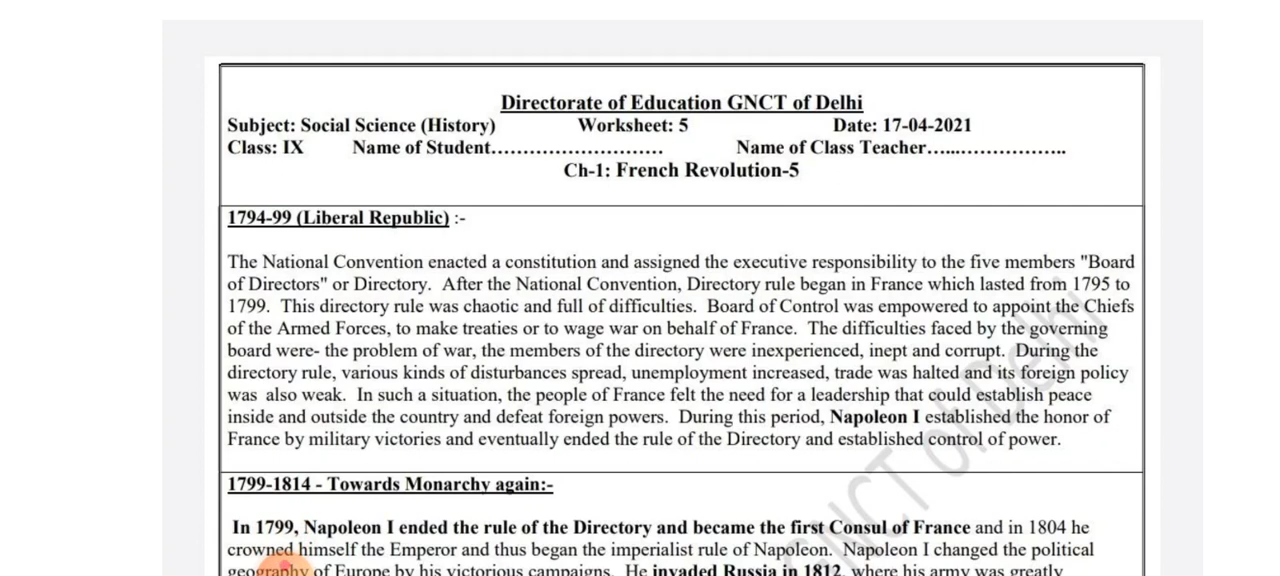 Directorate of Education GNCT of Delhi
Subject: Social Science (History) Worksheet: 5 Date: 17-04-2021
Class: IX Name of Student……………………… Name of Class Teacher…...……………..
Ch-1: French Revolution-5
1794-99 (Liberal Republic) :-
The National Convention enacted a constitution and assigned the executive responsibility to the five members "Board
of Directors" or Directory. After the National Convention, Directory rule began in France which lasted from 1795 to
1799. This directory rule was chaotic and full of difficulties. Board of Control was empowered to appoint the Chiefs
of the Armed Forces, to make treaties or to wage war on behalf of France. The difficulties faced by the governing
board were- the problem of war, the members of the directory were inexperienced, inept and corrupt. During the
directory rule, various kinds of disturbances spread, unemployment increased, trade was halted and its foreign policy
was also weak. In such a situation, the people of France felt the need for a leadership that could establish peace
inside and outside the country and defeat foreign powers. During this period, Napoleon I established the honor of
France by military victories and eventually ended the rule of the Directory and established control of power.
1799-1814 - Towards Monarchy again:-
In 1799, Napoleon I ended the rule of the Directory and became the first Consul of France and in 1804 he
crowned himself the Emperor and thus began the imperialist rule of Napoleon. Napoleon I changed the political
geography of Europe by his victorious campaigns. He invaded Russia in 1812, where his army was greatly
GNCT of Delhi